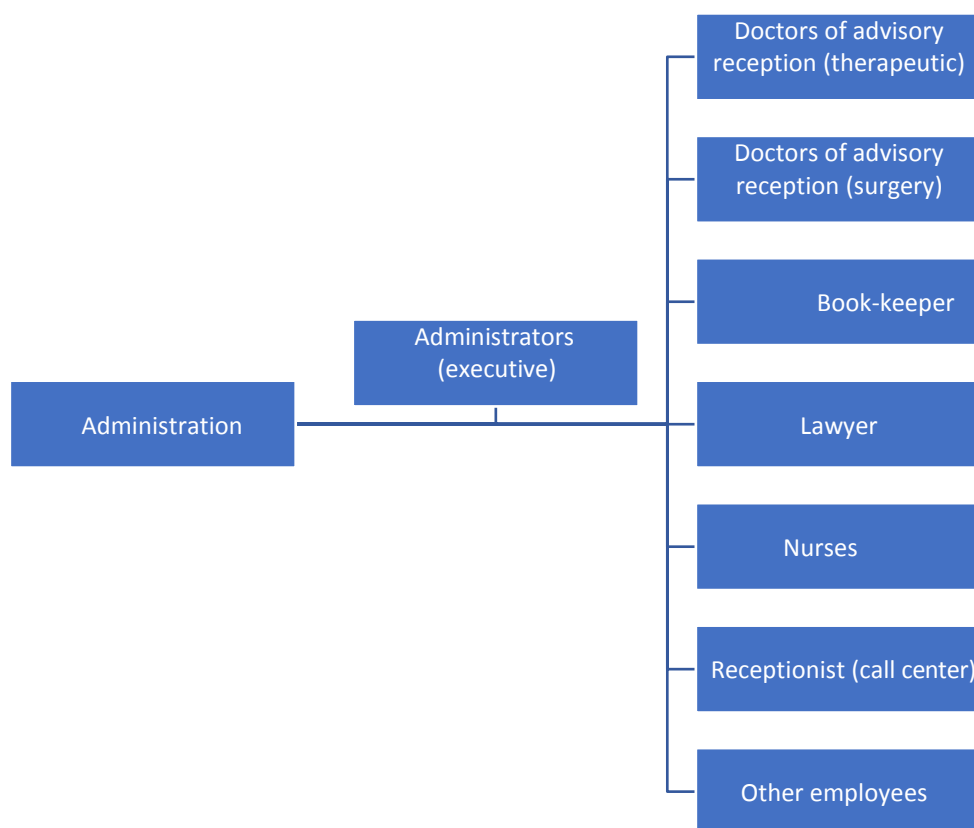 Doctors of advisory
reception (therapeutic)
Doctors of advisory
reception (surgery)
Book-keeper
Administrators
(executive)
Administration
Lawyer
Nurses
Receptionist (call center)
Other employees